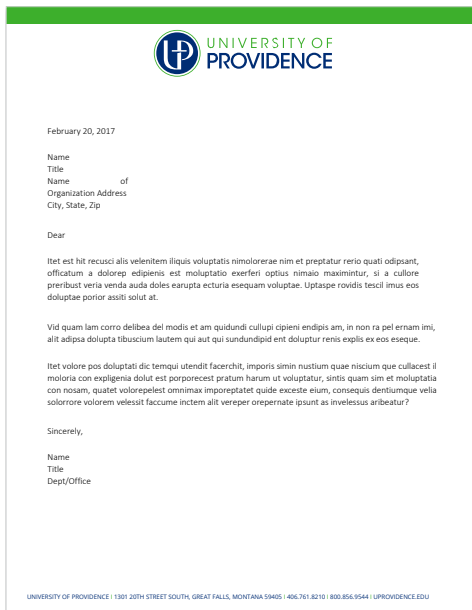 UP
UNIVERSITY OF
PROVIDENCE
February 20, 2017
Name
Title
Name of
Organization Address
City, State, Zip
Dear
Itet est hit recusci alis velenitem iliquis voluptatis nimolorerae nim et preptatur rerio quati odipsant,
officatum a dolorep edipienis est moluptatio exerferi optius nimaio maximintur, si a cullore
preribust veria venda auda doles earupta ecturia esequam voluptae. Uptaspe rovidis tescil imus eos
doluptae porior assiti solut at.
Vid quam lam corro delibea del modis et am quidundi cullupi cipieni endipis am, in non ra pel ernam imi,
alit adipsa dolupta tibuscium lautem qui aut qui sundundipid ent doluptur renis explis ex eos eseque.
Itet volore pos doluptati dic temqui utendit facerchit, imporis simin nustium quae niscium que cullacest il
moloria con expligenia dolut est porporecest pratum harum ut voluptatur, sintis quam sim et moluptatia
con nosam, quatet volorepelest omnimax imporeptatet quide exceste eium, consequis dentiumque velia
solorrore volorem velessit faccume inctem alit vereper orepernate ipsunt as invelessus aribeatur?
Sincerely,
Name
Title
Dept/Office
UNIVERSITY OF PROVIDENCE | 1301 20TH STREET SOUTH, GREAT FALLS, MONTANA 59405 | 406.761.8210 | 800.856.9544 | UPROVIDENCE.EDU